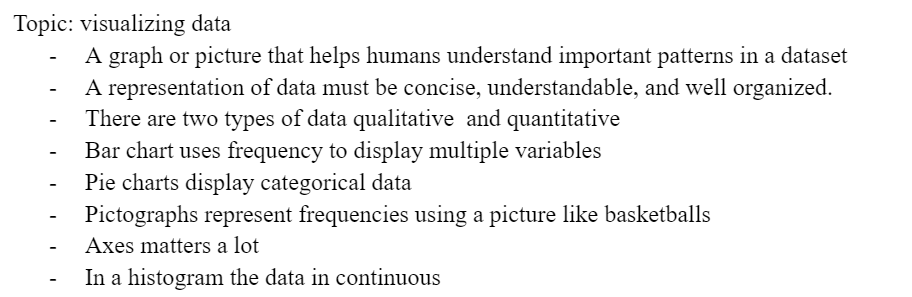 Topic: visualizing data
- A graph or picture that helps humans understand important patterns in a dataset
- A representation of data must be concise, understandable, and well organized.
- There are two types of data qualitative  and quantitative
- Bar chart uses frequency to display multiple variables
- Pie charts display categorical data
- Pictographs represent frequencies using a picture like basketballs
- Axes matters a lot
- In a histogram the data in continuous